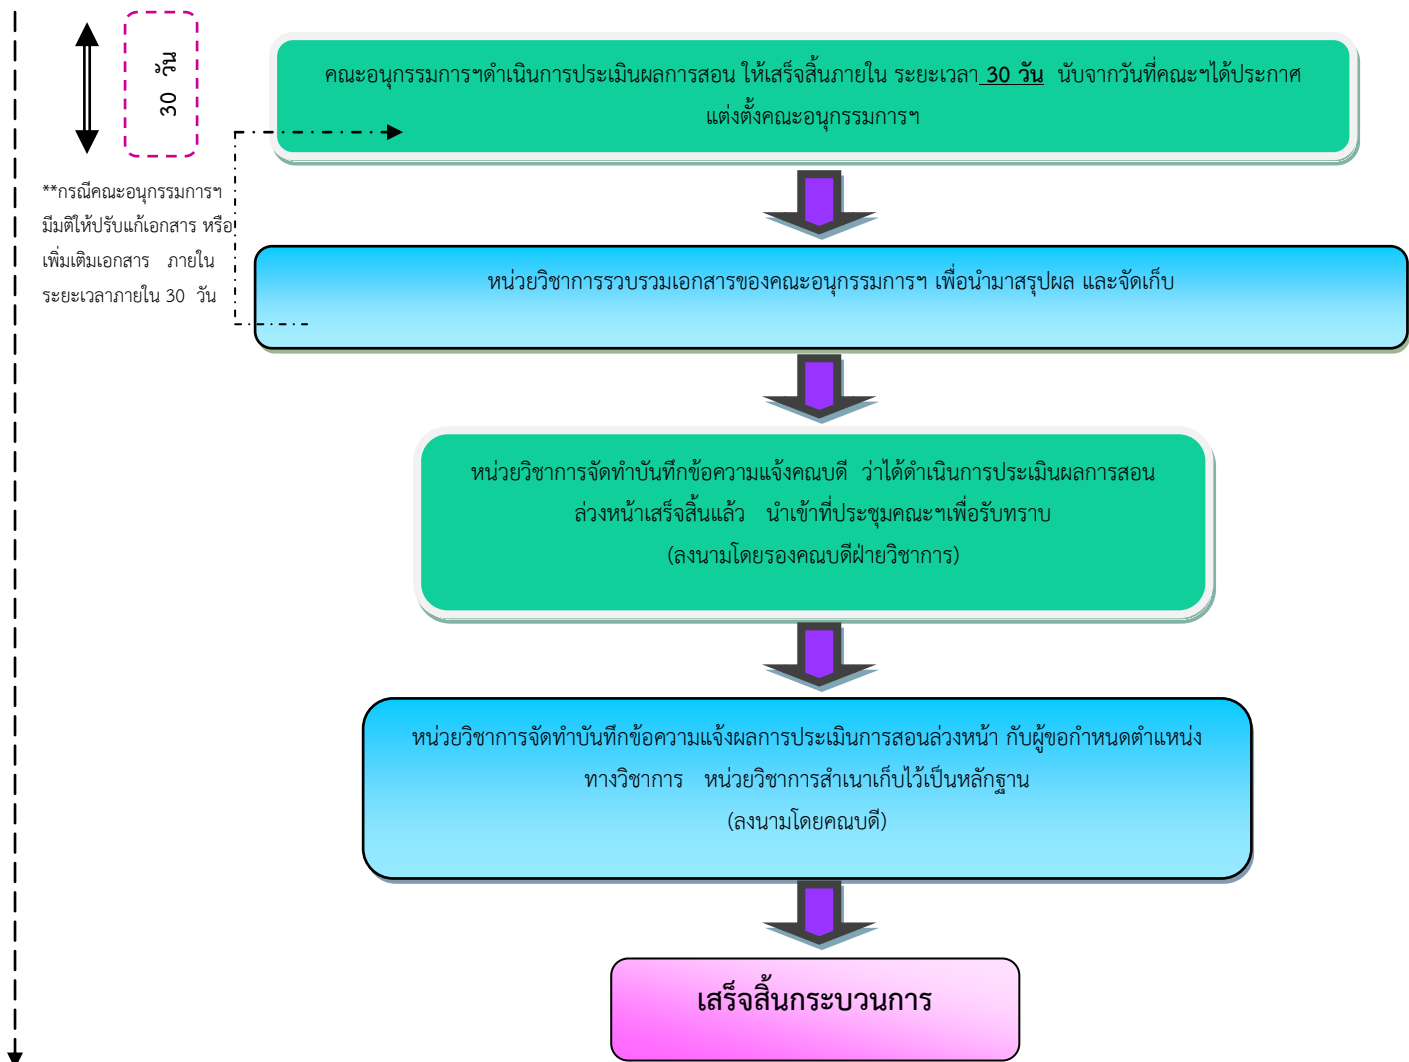 30 วัน
คณะอนุกรรมการฯดำเนินการประเมินผลการสอน ให้เสร็จสิ้นภายใน ระยะเวลา 30 วัน นับจากวันที่คณะฯได้ประกาศ
แต่งตั้งคณะอนุกรรมการฯ
**กรณีคณะอนุกรรมการฯ
มีมติให้ปรับแก้เอกสาร หรือ
เพิ่มเติมเอกสาร ภายใน
ระยะเวลาภายใน 30 วัน
หน่วยวิชาการรวบรวมเอกสารของคณะอนุกรรมการฯ เพื่อนำมาสรุปผล และจัดเก็บ
หน่วยวิชาการจัดทำบันทึกข้อความแจ้งคณบดี ว่าได้ดำเนินการประเมินผลการสอน
ล่วงหน้าเสร็จสิ้นแล้ว นำเข้าที่ประชุมคณะฯเพื่อรับทราบ
(ลงนามโดยรองคณบดีฝ่ายวิชาการ)
หน่วยวิชาการจัดทำบันทึกข้อความแจ้งผลการประเมินการสอนล่วงหน้า กับผู้ขอกำหนดตำแหน่ง
ทางวิชาการ หน่วยวิชาการสำเนาเก็บไว้เป็นหลักฐาน
(ลงนามโดยคณบดี)
เสร็จสิ้นกระบวนการ